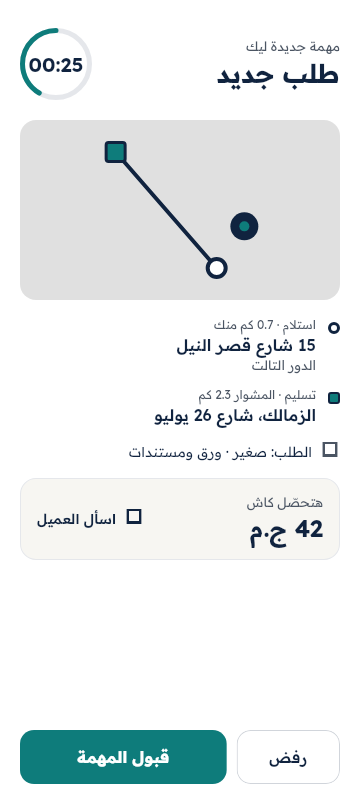 مهمة جديدة ليك
طلب جديد
00:25
استلام · 0.7 كم منك
15 شارع قصر النيل
الدور التالت
تسليم · المشوار 2.3 كم
الزمالك، شارع 26 يوليو
الطلب: صغير · ورق ومستندات
هتحصّل كاش
42 ج.م
اسأل العميل
رفض
قبول المهمة